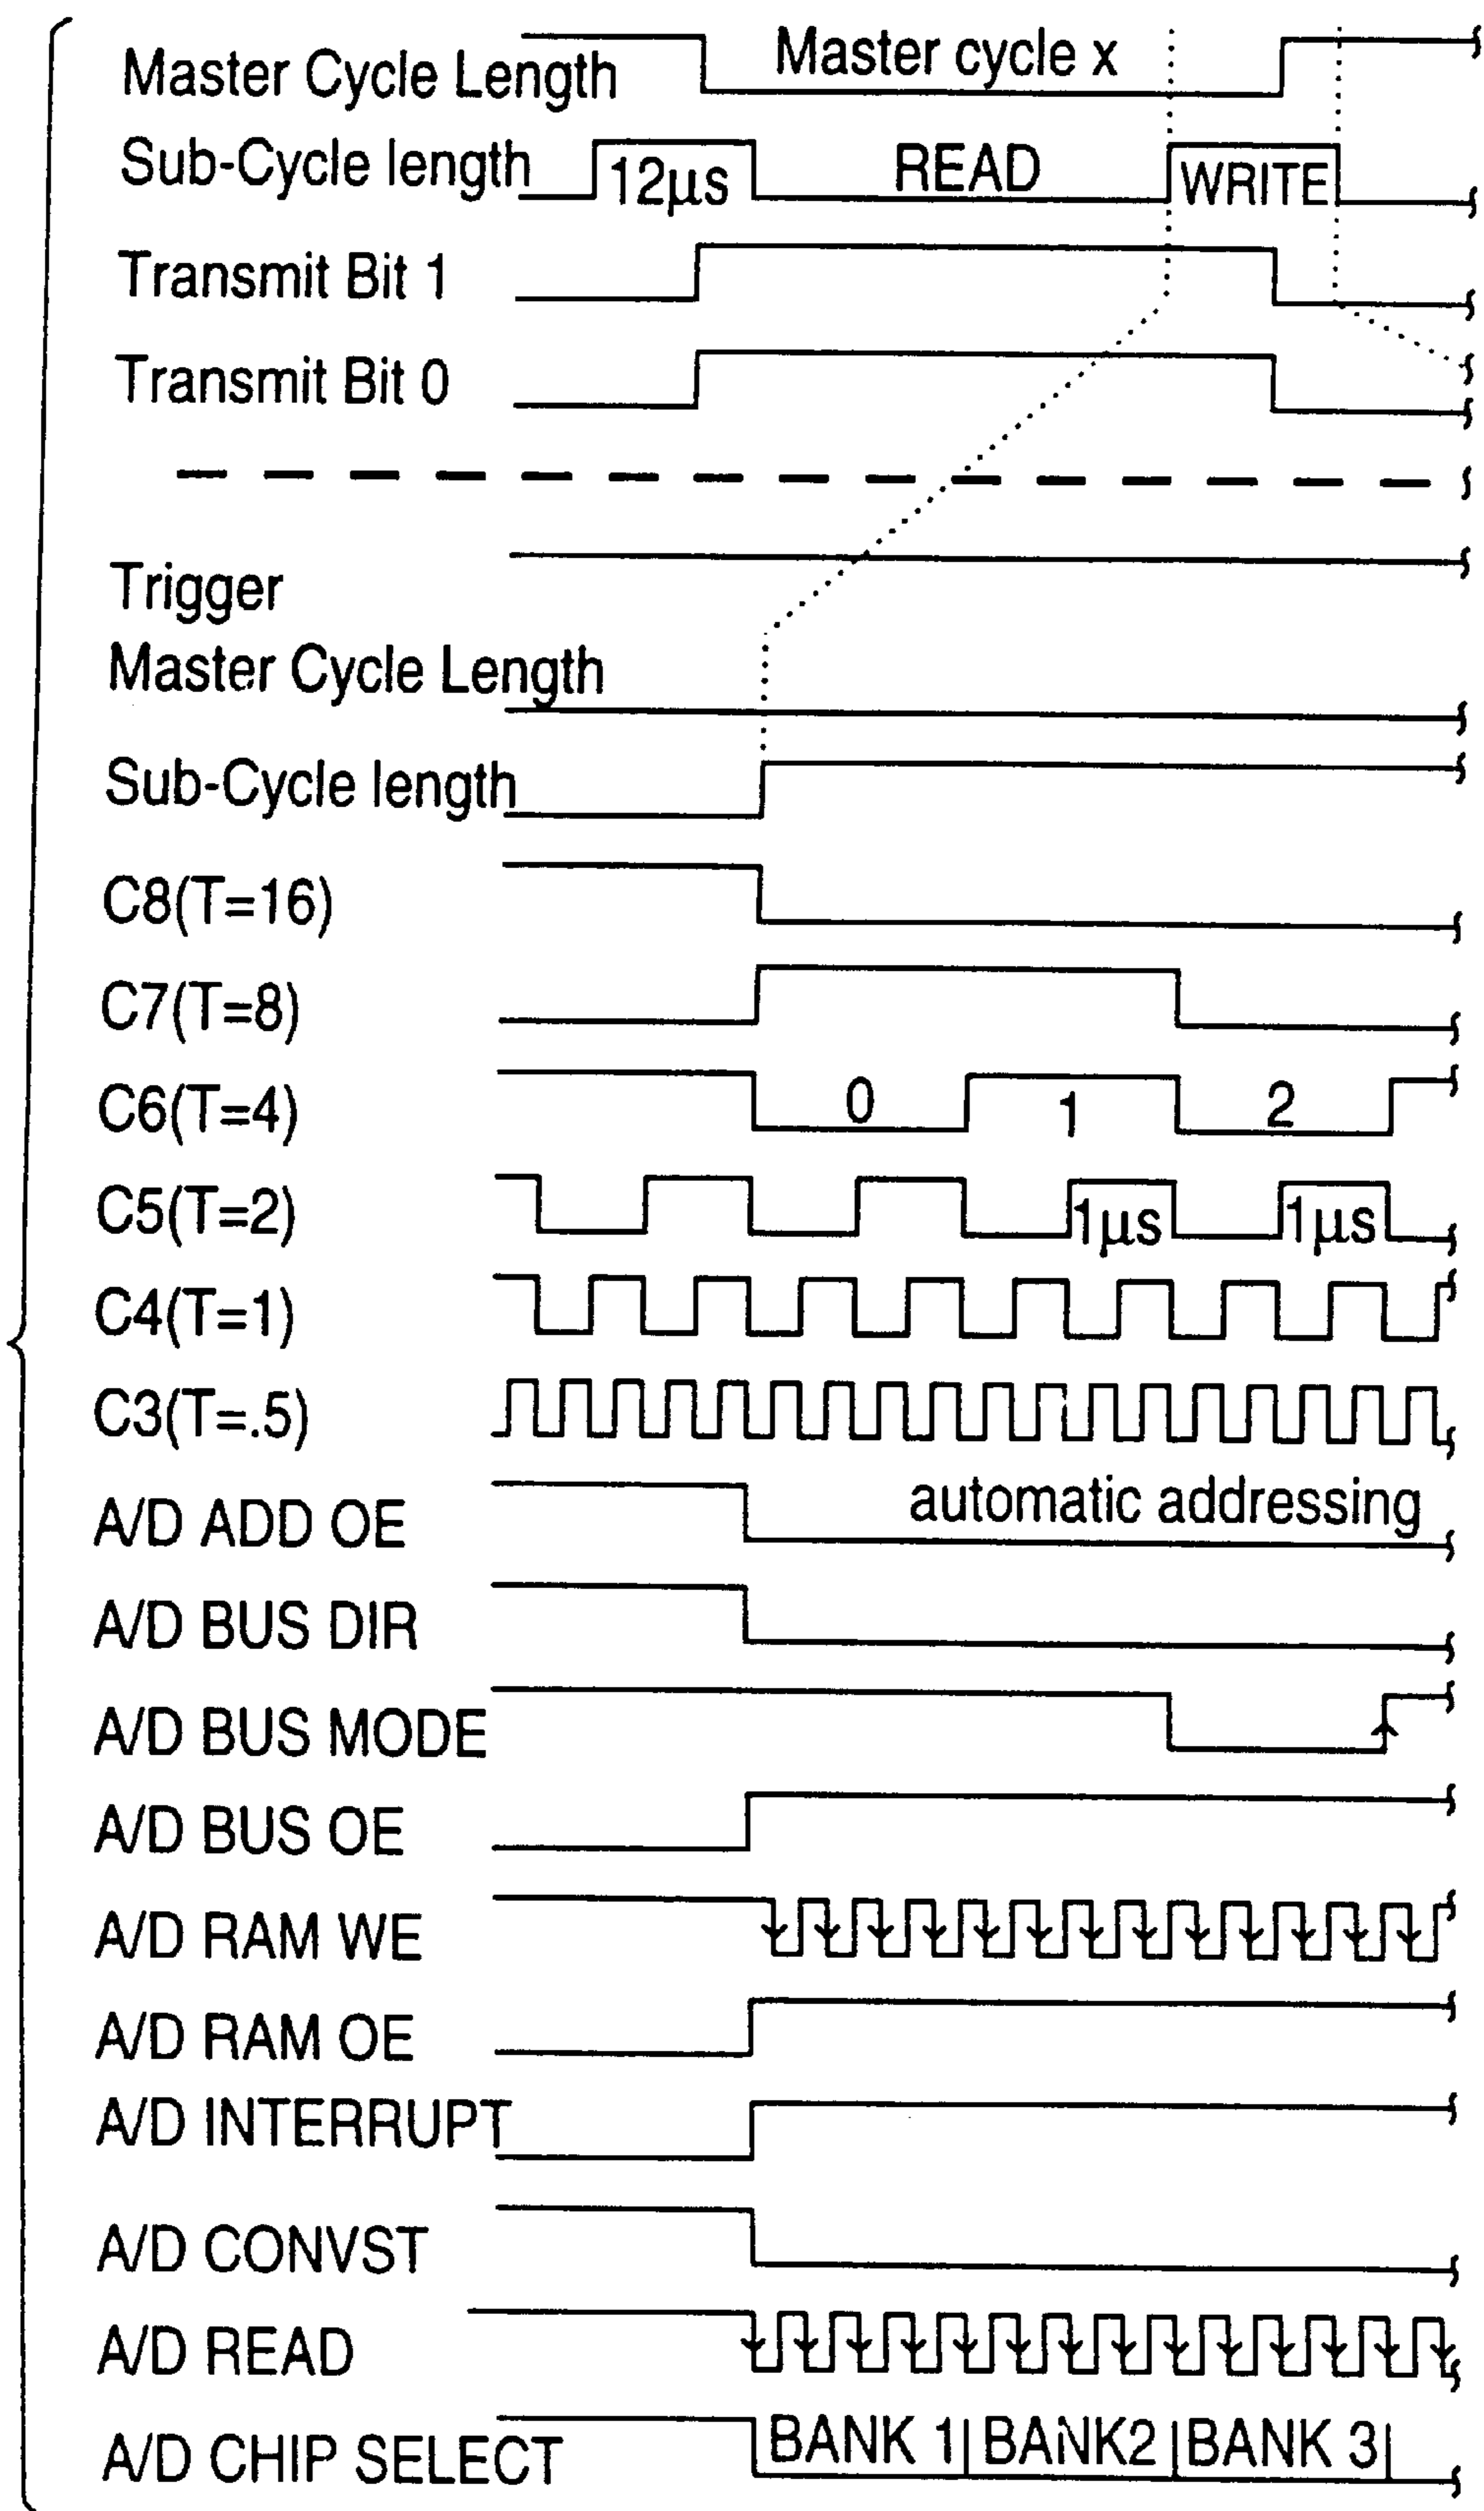 Master Cycle Length Master cycle x
Sub-Cycle length 12µs READ WRITE
Transmit Bit 1
Transmit Bit 0
Trigger
Master Cycle Length
Sub-Cycle length
C8(T=16)
C7(T=8)
C6(T=4) 0 1 2
C5(T=2) 1µs 1µs
C4(T=1)
C3(T=.5)
A/D ADD OE automatic addressing
A/D BUS DIR
A/D BUS MODE
A/D BUS OE
A/D RAM WE
A/D RAM OE
A/D INTERRUPT
A/D CONVST
A/D READ
A/D CHIP SELECT BANK 1 BANK2 BANK 3